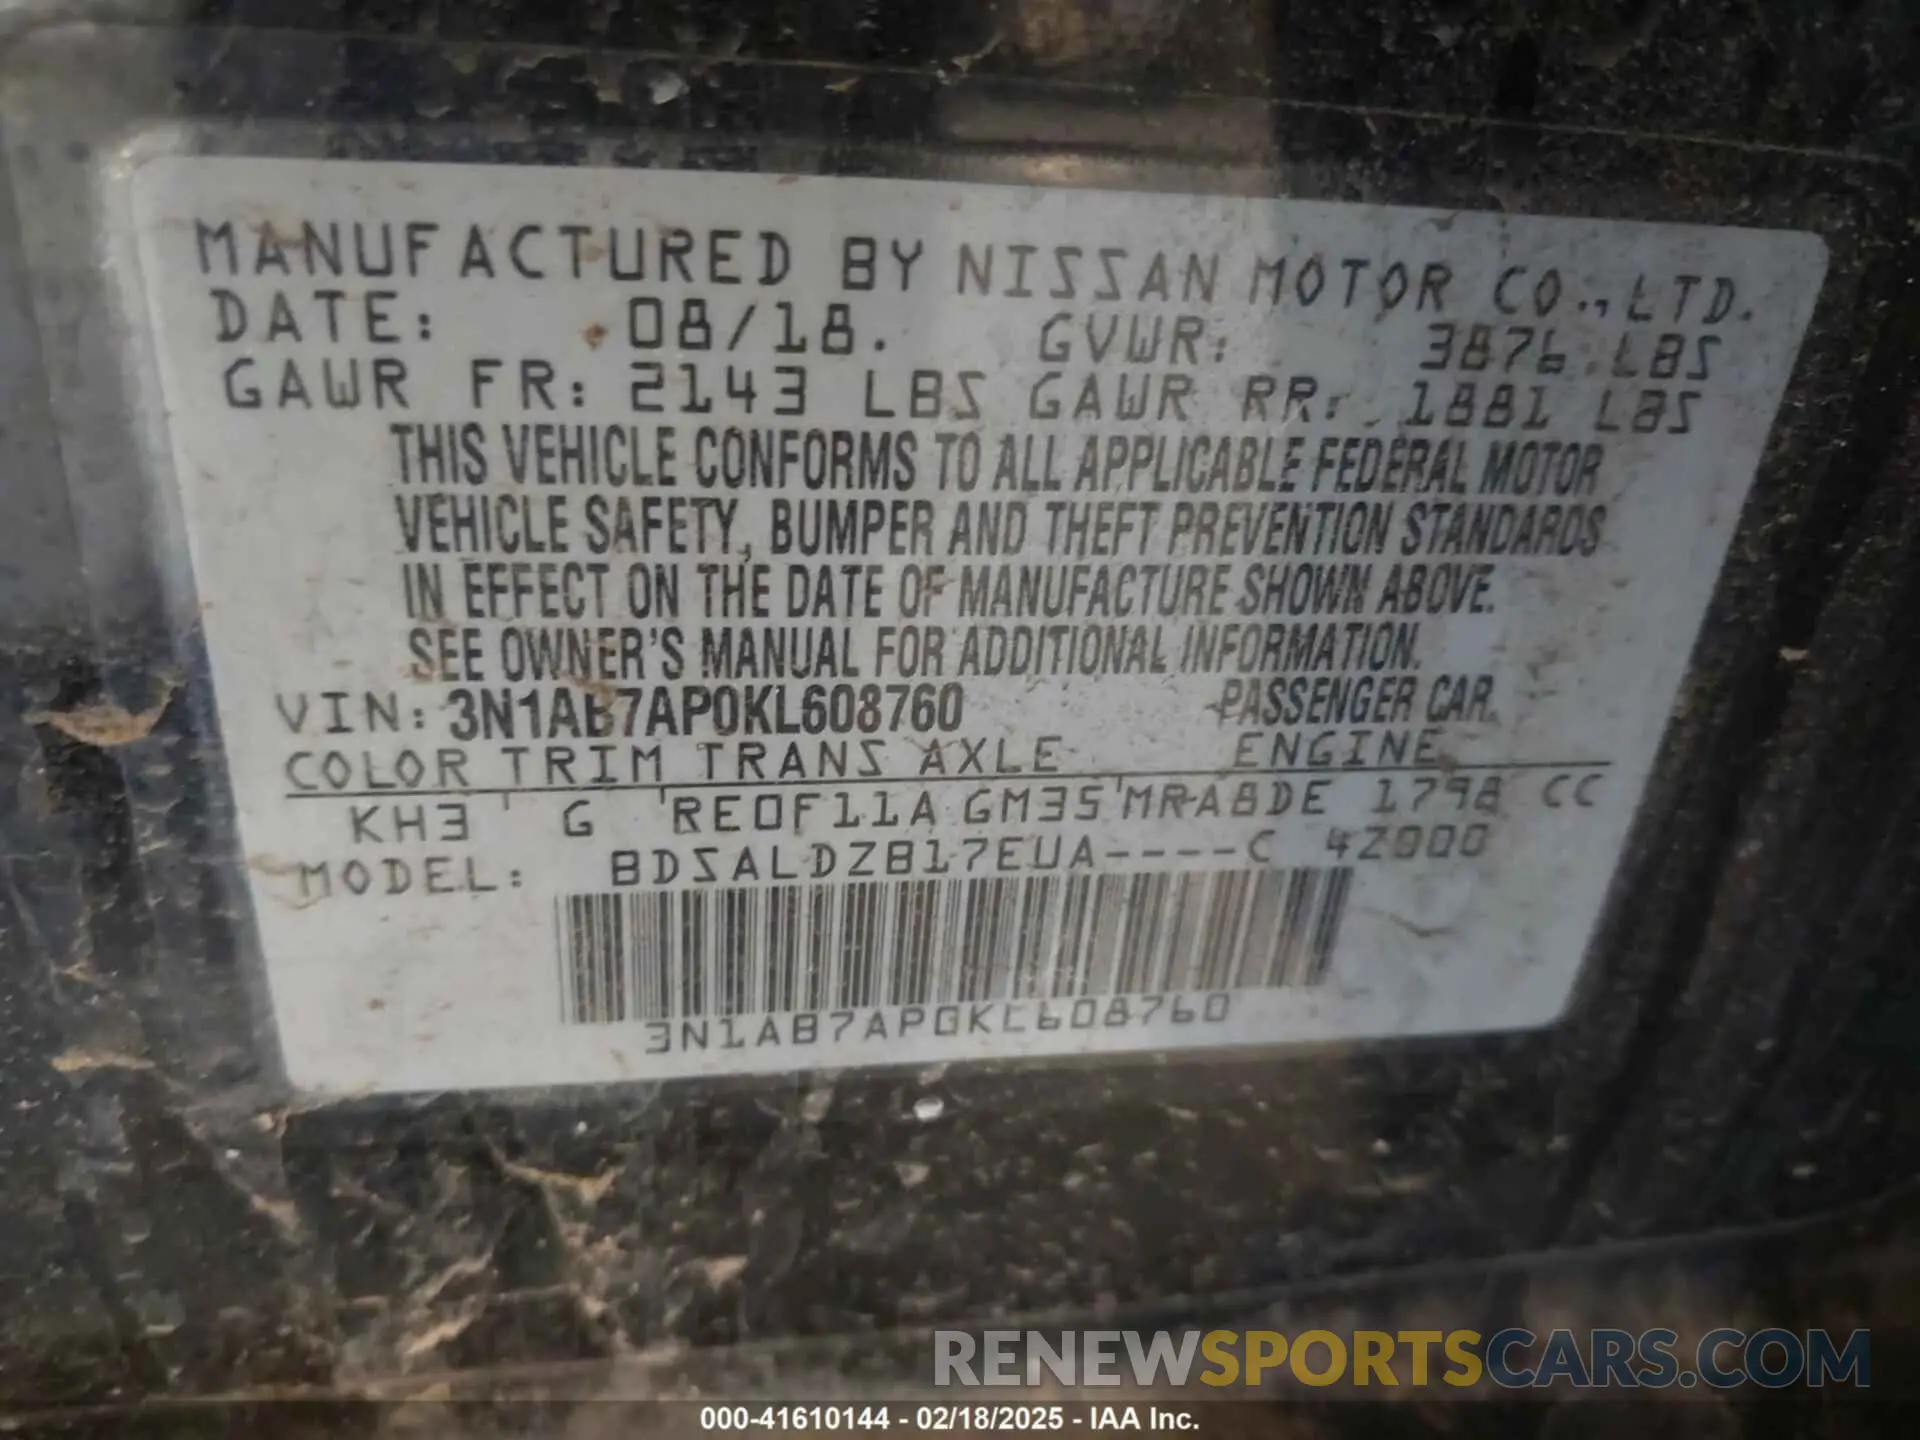 MANUFACTURED BY NISSAN MOTOR CO., LTD.
DATE: 08/18. GVWR: 3876 LBS
GAWR FR: 2143 LBS GAWR RR: 1881 LBS
THIS VEHICLE CONFORMS TO ALL APPLICABLE FEDERAL MOTOR
VEHICLE SAFETY, BUMPER AND THEFT PREVENTION STANDARDS
IN EFFECT ON THE DATE OF MANUFACTURE SHOWN ABOVE.
SEE OWNER'S MANUAL FOR ADDITIONAL INFORMATION.
VIN: 3N1AB7AP0KL608760 PASSENGER CAR.
COLOR TRIM TRANS AXLE ENGINE
KH3 G RE0F11A GM35 MRA8DE 1798 CC
MODEL: BDSALDZB17EUA----C 42000
3N1AB7AP0KL608760
RENEWSPORTSCARS.COM
000-41610144 - 02/18/2025 - IAA Inc.